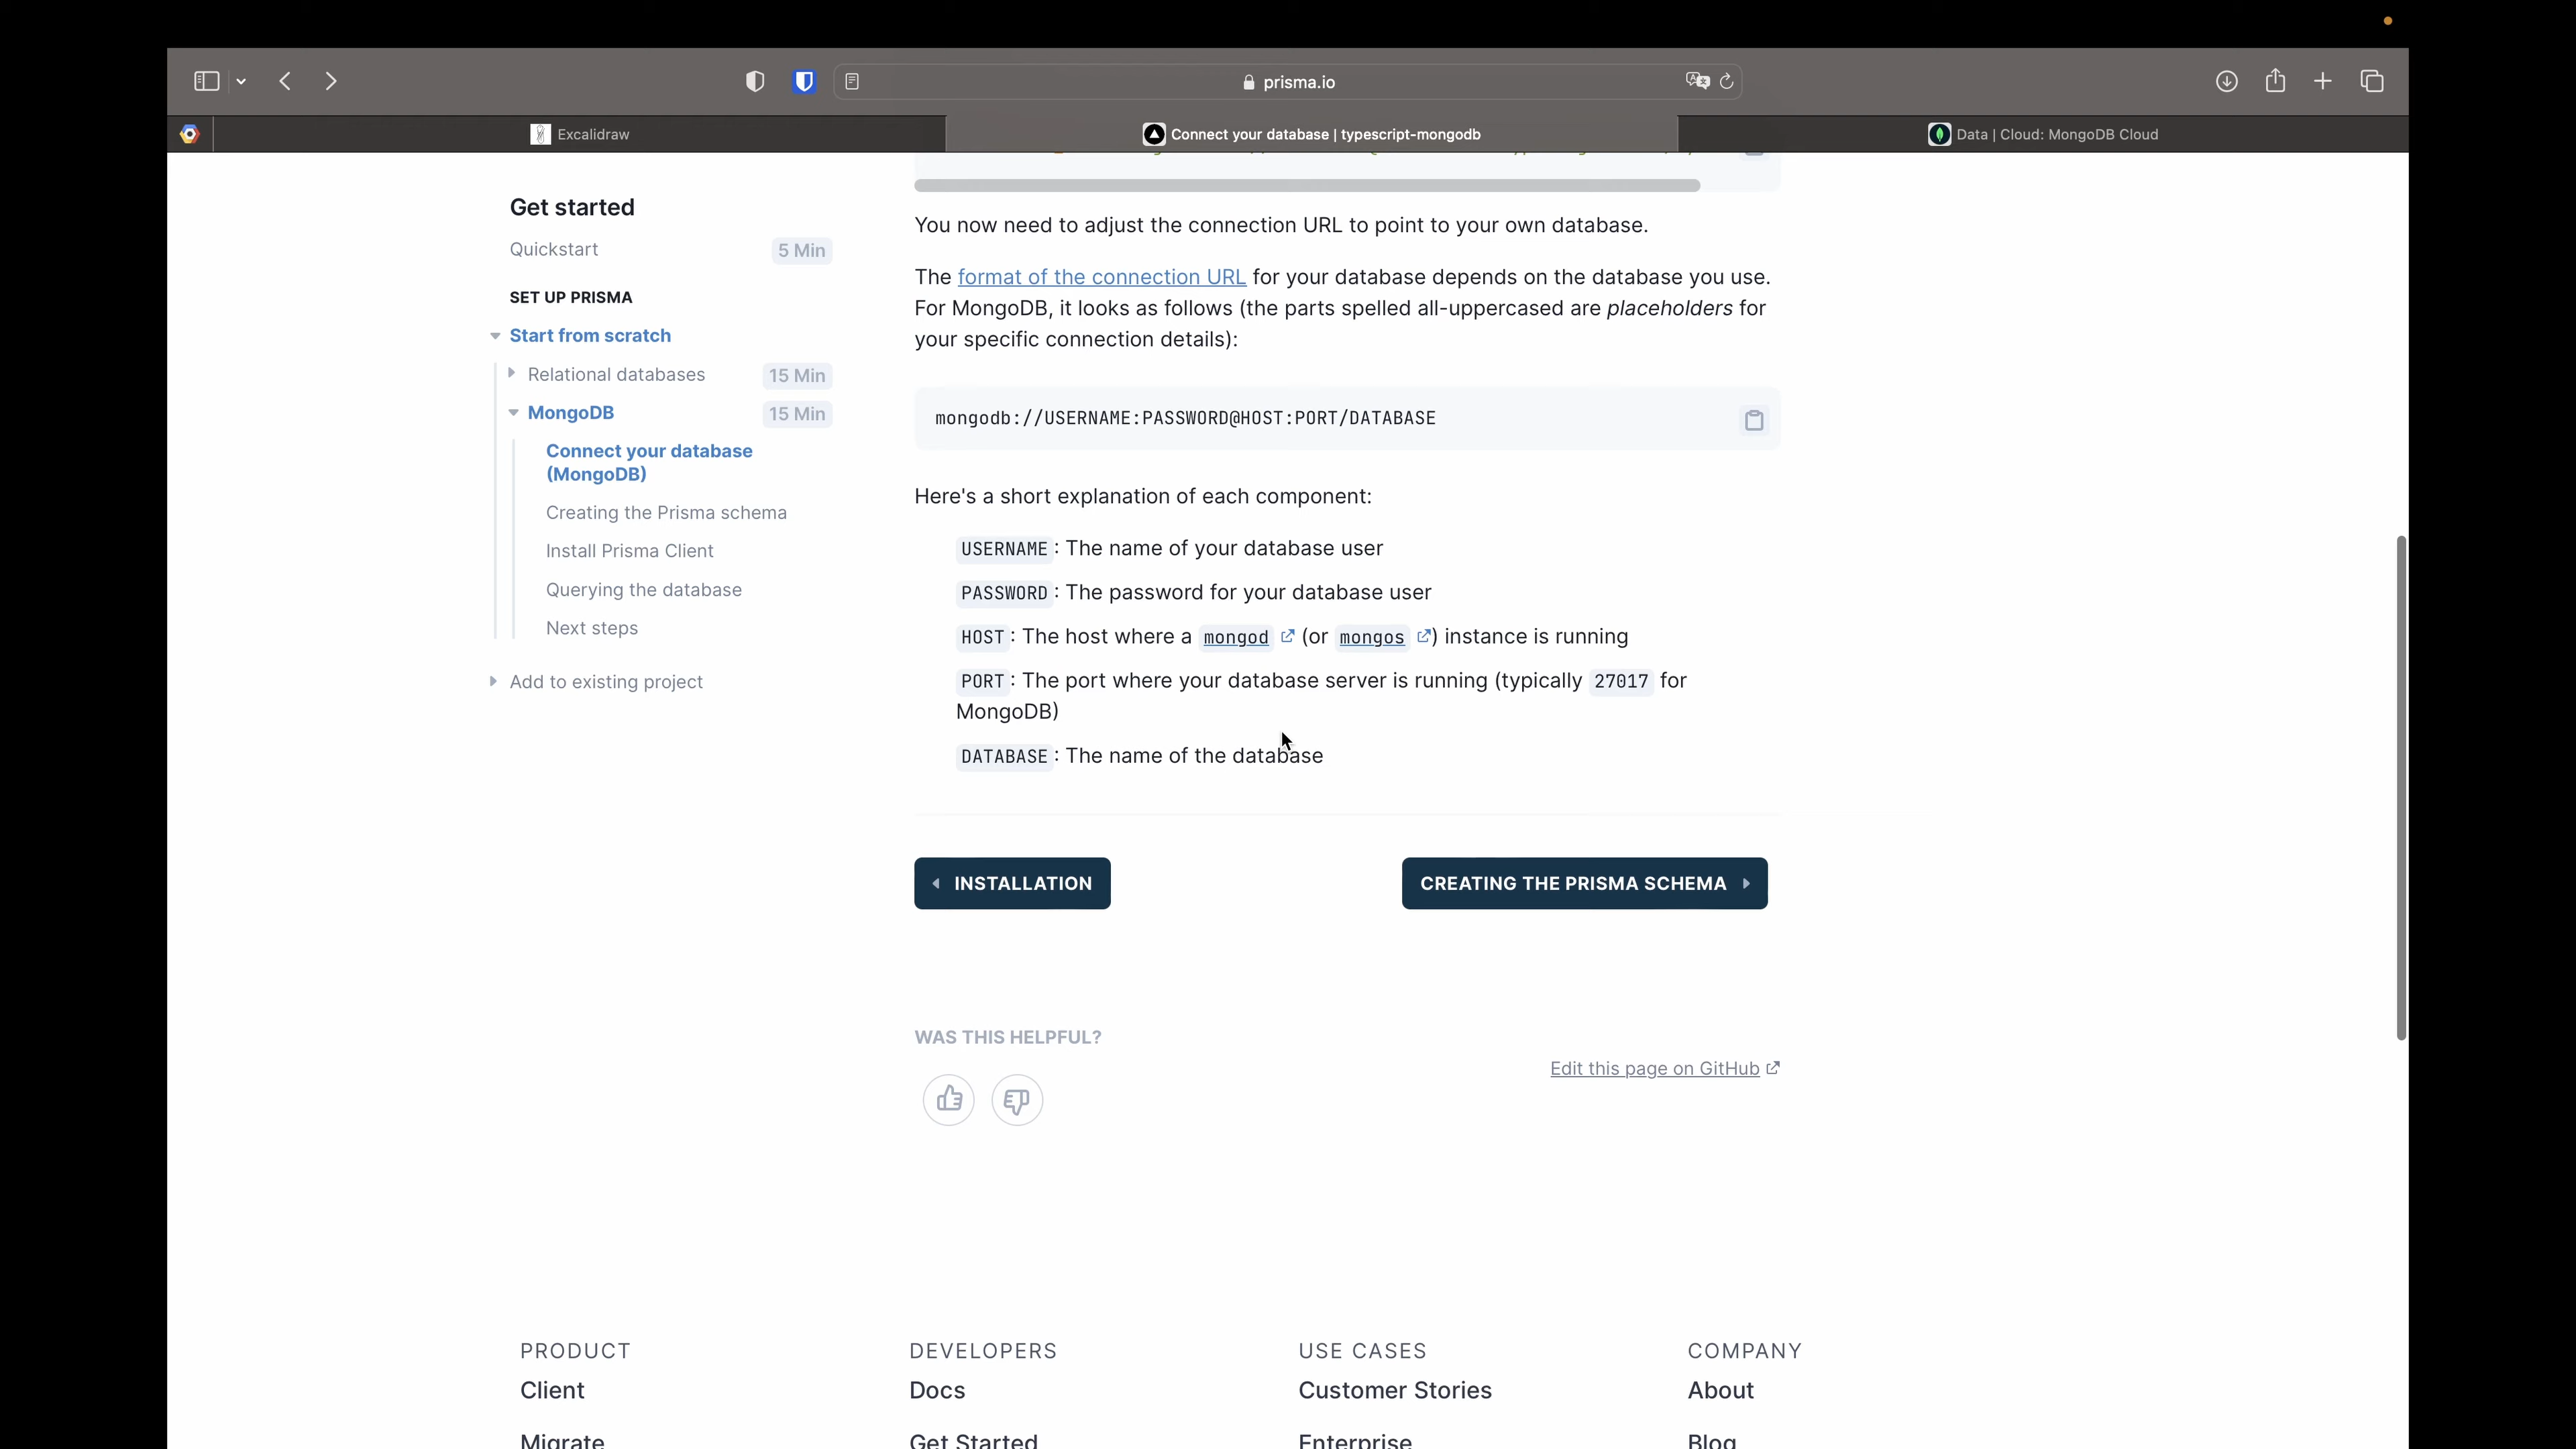 prisma.io
Excalidraw
Connect your database | typescript-mongodb
Data | Cloud: MongoDB Cloud
Get started
Quickstart
5 Min
SET UP PRISMA
Start from scratch
Relational databases
15 Min
MongoDB
15 Min
Connect your database
(MongoDB)
Creating the Prisma schema
Install Prisma Client
Querying the database
Next steps
Add to existing project
You now need to adjust the connection URL to point to your own database.
The format of the connection URL for your database depends on the database you use.
For MongoDB, it looks as follows (the parts spelled all-uppercased are placeholders for
your specific connection details):
mongodb://USERNAME:PASSWORD@HOST:PORT/DATABASE
Here's a short explanation of each component:
USERNAME: The name of your database user
PASSWORD: The password for your database user
HOST: The host where a mongod (or mongos) instance is running
PORT: The port where your database server is running (typically 27017 for
MongoDB)
DATABASE: The name of the database
INSTALLATION
CREATING THE PRISMA SCHEMA
WAS THIS HELPFUL?
Edit this page on GitHub
PRODUCT
DEVELOPERS
USE CASES
COMPANY
Client
Docs
Customer Stories
About
Migrate
Get Started
Enterprise
Blog